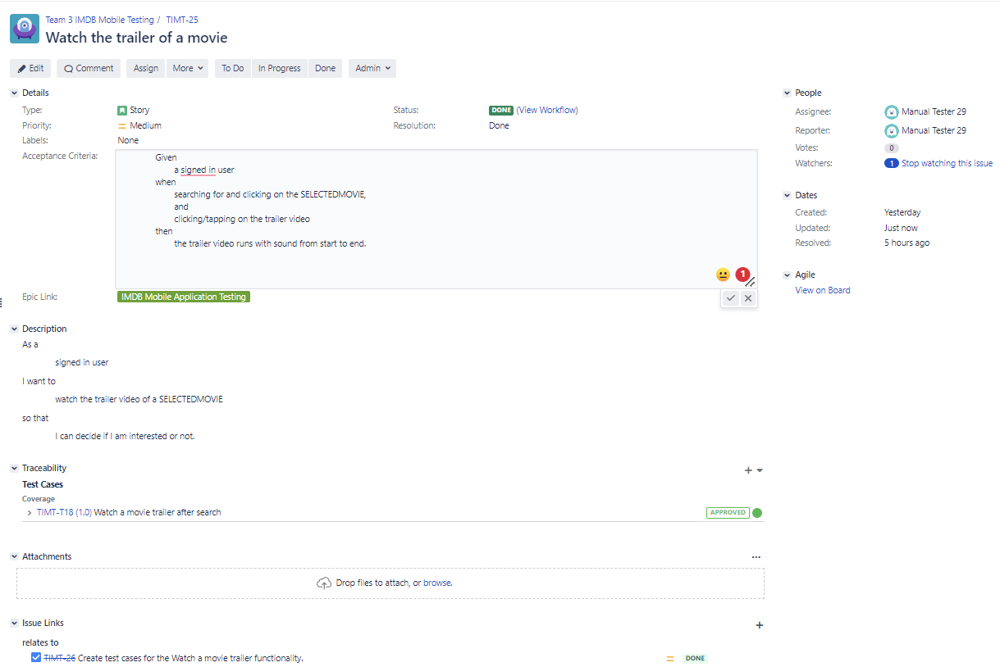 Team 3 IMDB Mobile Testing / TIMT-25
Watch the trailer of a movie
Edit Comment Assign More To Do In Progress Done Admin
Details
Type: Story
Status: DONE (View Workflow)
Priority: Medium
Resolution: Done
Labels: None
Acceptance Criteria:
Given
a signed in user
when
searching for and clicking on the SELECTEDMOVIE,
and
clicking/tapping on the trailer video
then
the trailer video runs with sound from start to end.
1
Epic Link: IMDB Mobile Application Testing
Description
As a
signed in user
I want to
watch the trailer video of a SELECTEDMOVIE
so that
I can decide if I am interested or not.
Traceability
Test Cases
Coverage
TIMT-T18 (1.0) Watch a movie trailer after search APPROVED
Attachments
Drop files to attach, or browse.
Issue Links
relates to
TIMT-26 Create test cases for the Watch a movie trailer functionality. DONE
People
Assignee: Manual Tester 29
Reporter: Manual Tester 29
Votes: 0
Watchers: 1 Stop watching this issue
Dates
Created: Yesterday
Updated: Just now
Resolved: 5 hours ago
Agile
View on Board